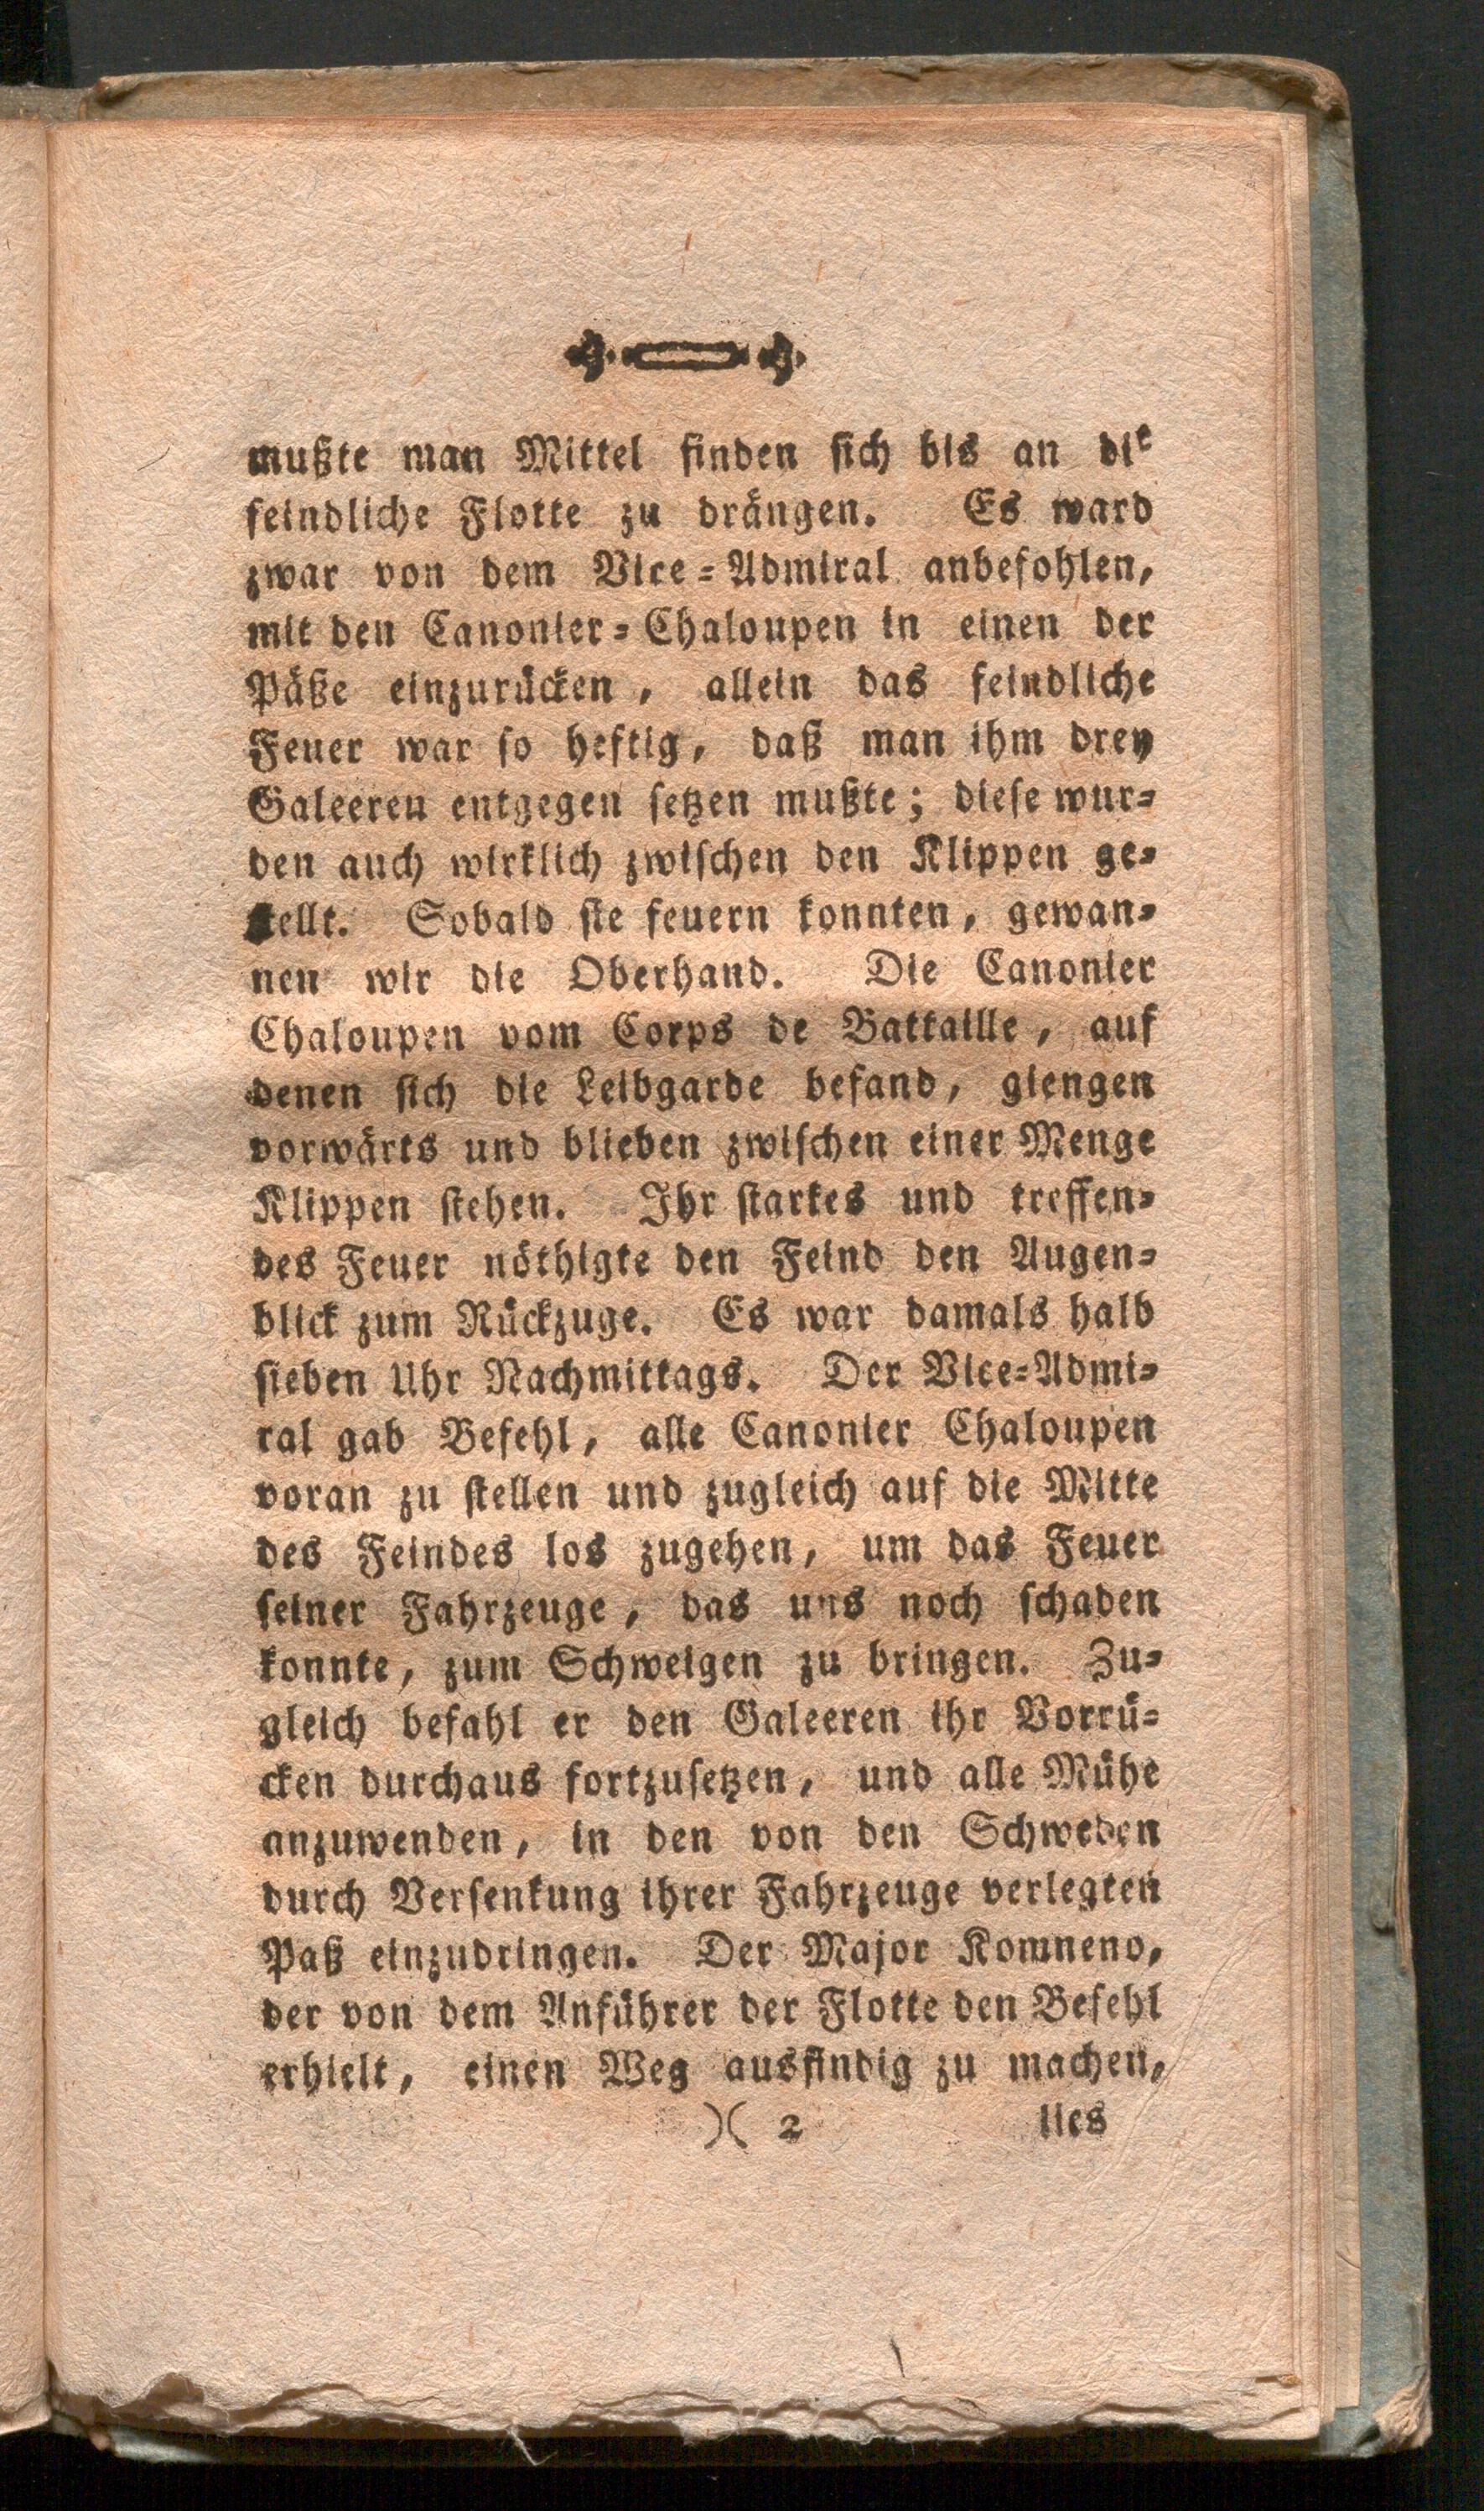 mußte man Mittel finden sich bis an die
feindliche Flotte zu drängen. Es ward
zwar von dem Vice-Admiral anbefohlen,
mit den Canonier-Chaloupen in einen der
Päße einzurücken, allein das feindliche
Feuer war so heftig, daß man ihm drey
Galeeren entgegen setzen mußte; diese wur-
den auch wirklich zwischen den Klippen ge-
stellt. Sobald sie feuern konnten, gewan-
nen wir die Oberhand. Die Canonier
Chaloupen vom Corps de Battaille, auf
denen sich die Leibgarde befand, giengen
vorwärts und blieben zwischen einer Menge
Klippen stehen. Ihr starkes und treffen-
des Feuer nöthigte den Feind den Augen-
blick zum Rückzuge. Es war damals halb
sieben Uhr Nachmittags. Der Vice-Admi-
ral gab Befehl, alle Canonier Chaloupen
voran zu stellen und zugleich auf die Mitte
des Feindes los zugehen, um das Feuer
seiner Fahrzeuge, das uns noch schaden
konnte, zum Schweigen zu bringen. Zu-
gleich befahl er den Galeeren ihr Vorrü-
cken durchaus fortzusetzen, und alle Mühe
anzuwenden, in den von den Schweden
durch Versenkung ihrer Fahrzeuge verlegten
Paß einzudringen. Der Major Komneno,
der von dem Anführer der Flotte den Befehl
erhielt, einen Weg ausfindig zu machen,
)( 2 lies